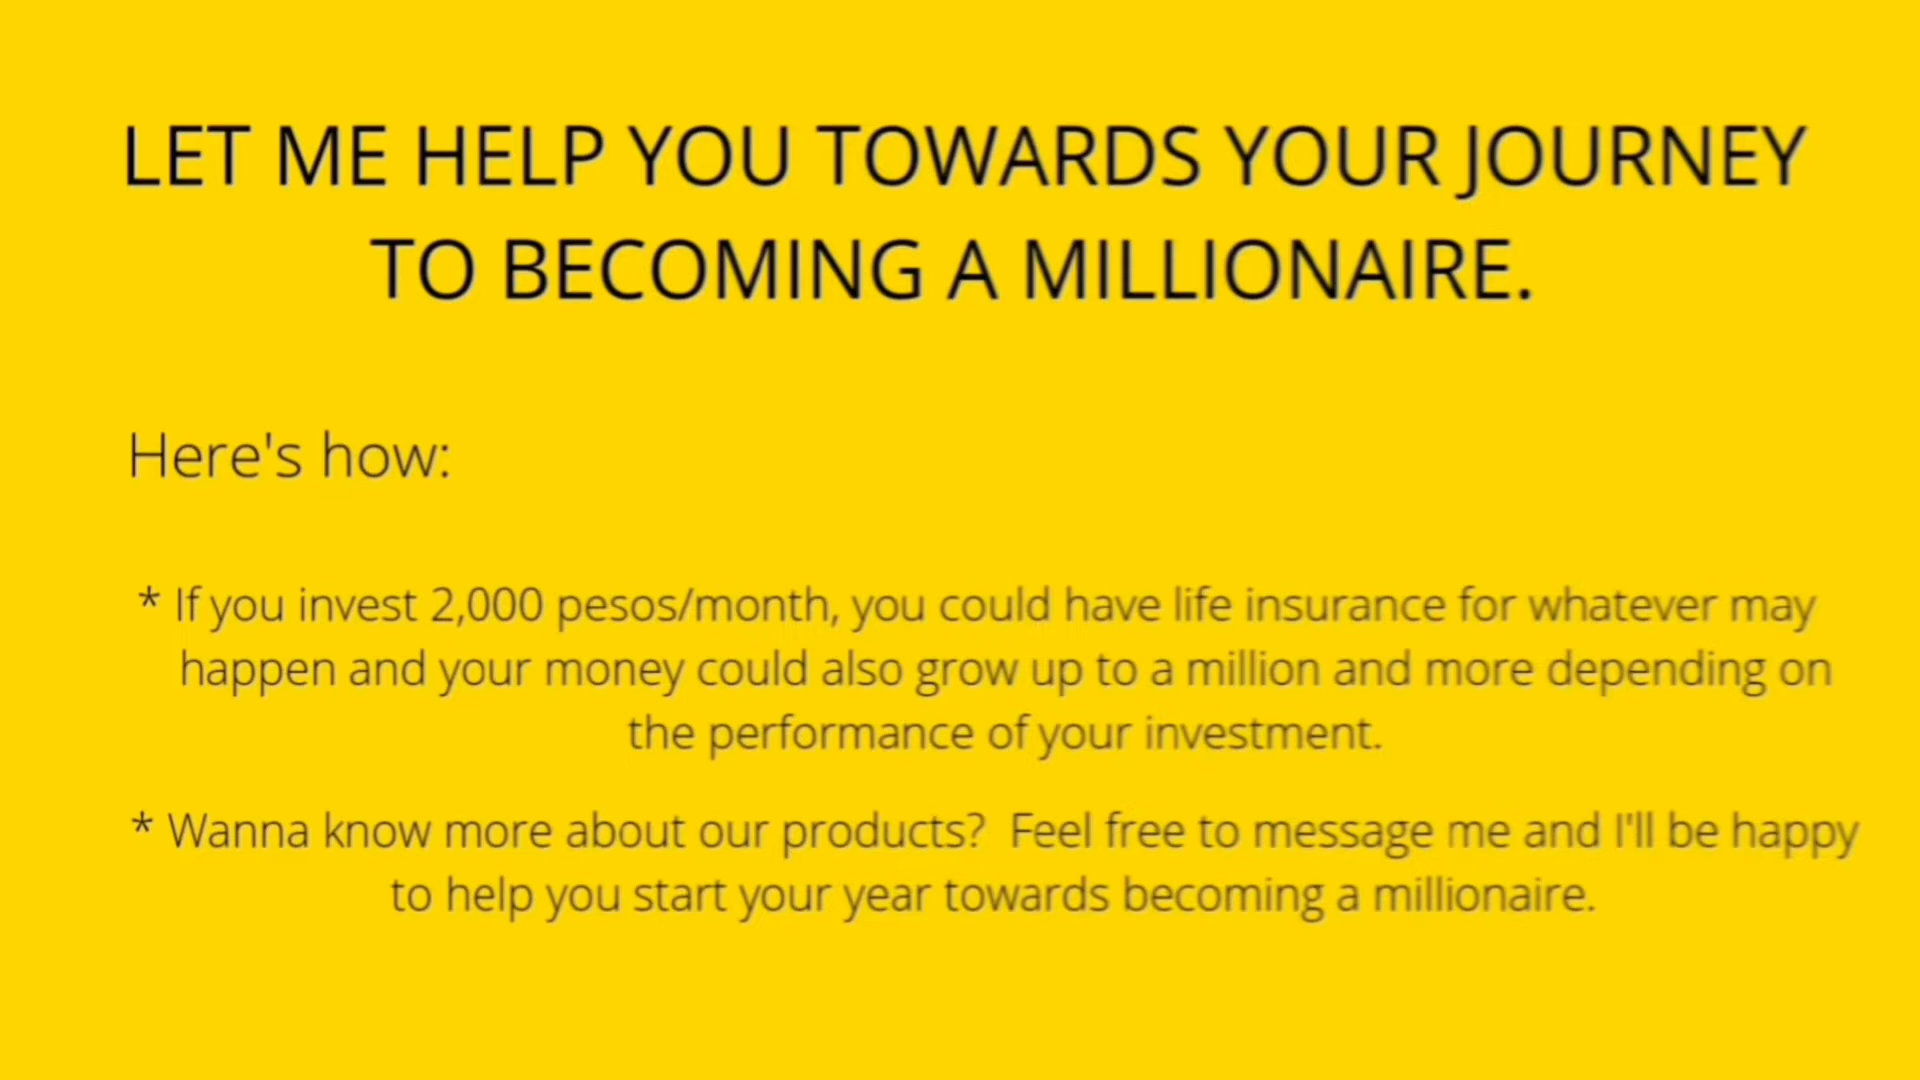 LET ME HELP YOU TOWARDS YOUR JOURNEY
TO BECOMING A MILLIONAIRE.
Here's how:
* If you invest 2,000 pesos/month, you could have life insurance for whatever may
happen and your money could also grow up to a million and more depending on
the performance of your investment.
* Wanna know more about our products?  Feel free to message me and I'll be happy
to help you start your year towards becoming a millionaire.